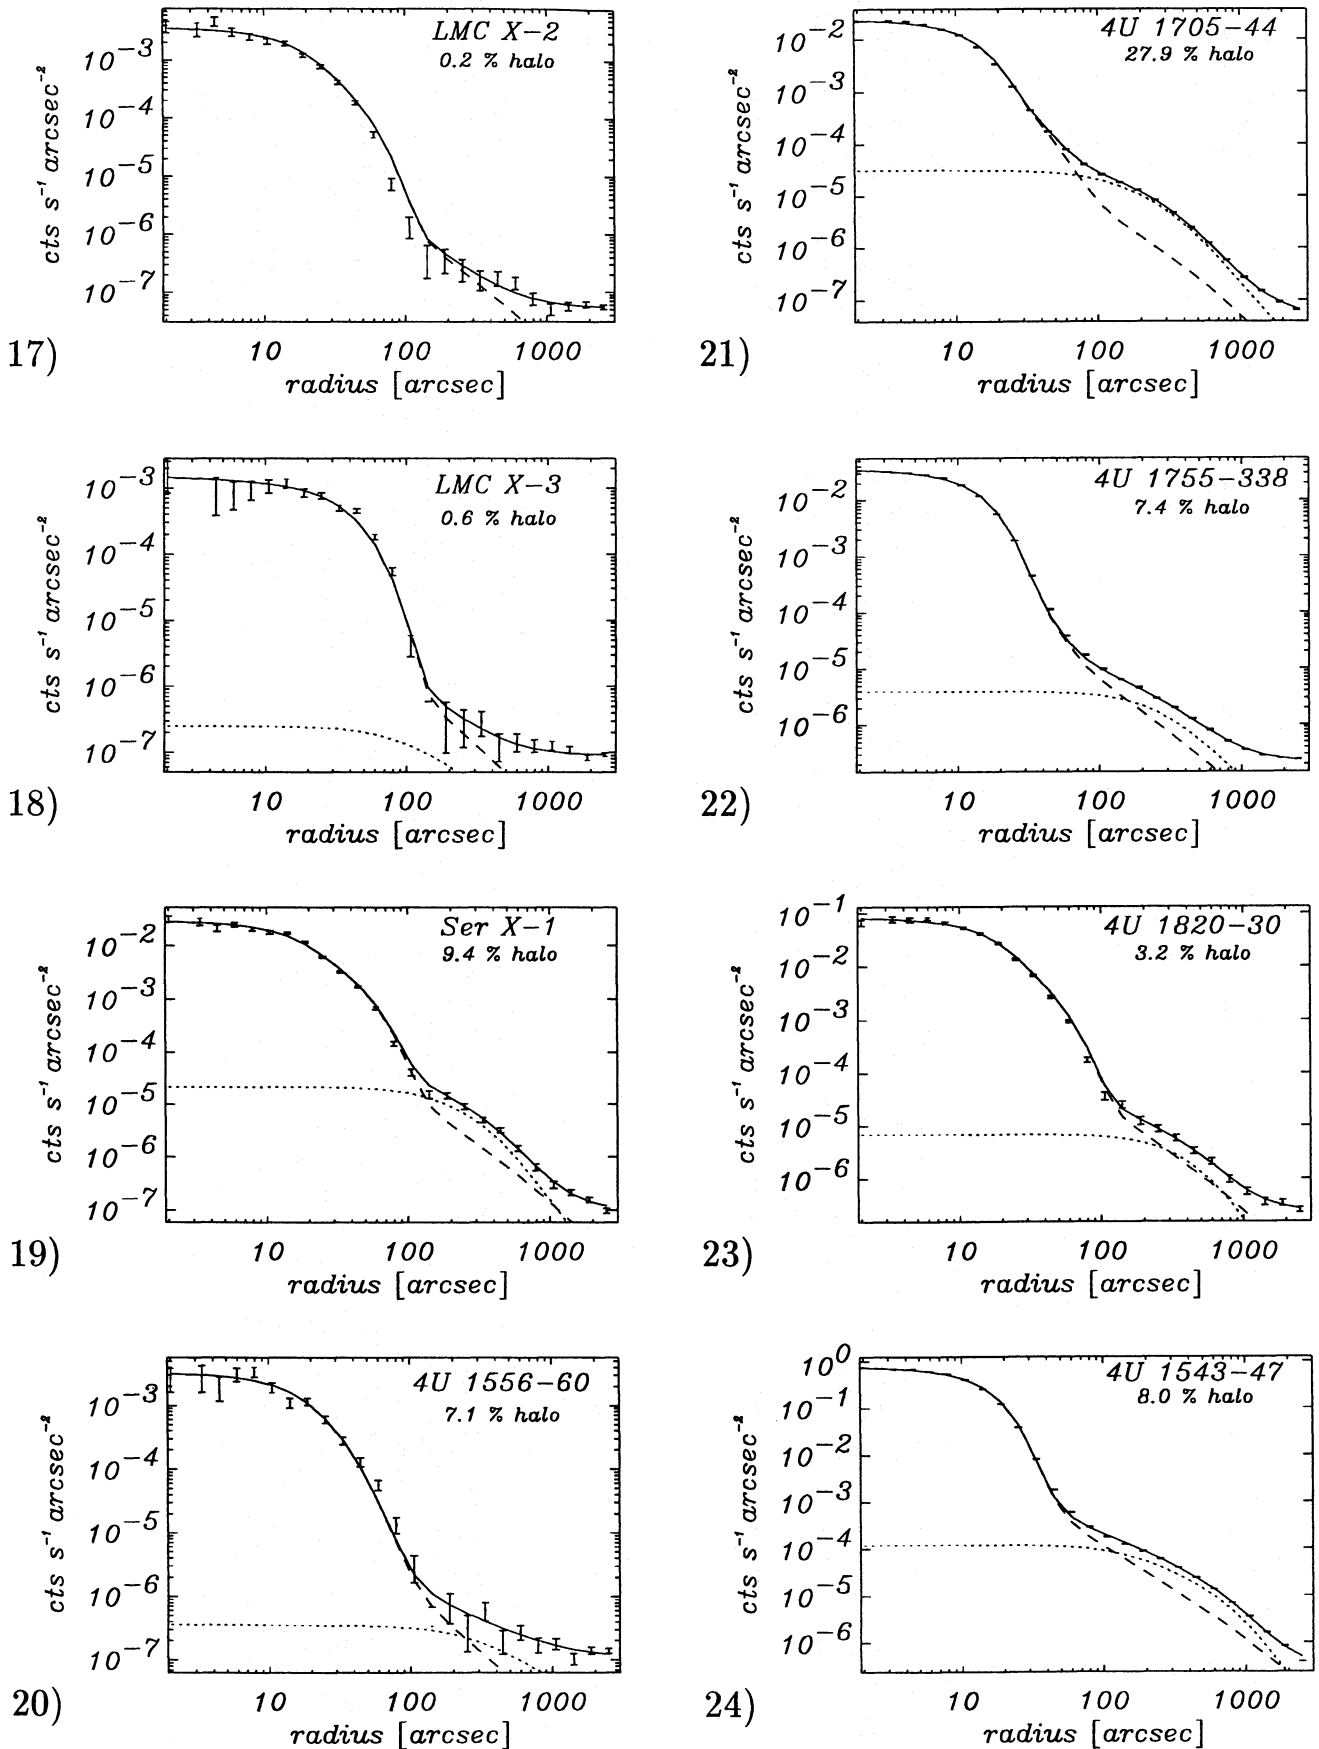 LMC X-2
0.2 % halo
10^-3
10^-4
10^-5
10^-6
10^-7
cts s^-1 arcsec^-2
10 100 1000
radius [arcsec]
17)
LMC X-3
0.6 % halo
10^-3
10^-4
10^-5
10^-6
10^-7
cts s^-1 arcsec^-2
10 100 1000
radius [arcsec]
18)
Ser X-1
9.4 % halo
10^-2
10^-3
10^-4
10^-5
10^-6
10^-7
cts s^-1 arcsec^-2
10 100 1000
radius [arcsec]
19)
4U 1556-60
7.1 % halo
10^-3
10^-4
10^-5
10^-6
10^-7
cts s^-1 arcsec^-2
10 100 1000
radius [arcsec]
20)
4U 1705-44
27.9 % halo
10^-2
10^-3
10^-4
10^-5
10^-6
10^-7
cts s^-1 arcsec^-2
10 100 1000
radius [arcsec]
21)
4U 1755-338
7.4 % halo
10^-2
10^-3
10^-4
10^-5
10^-6
cts s^-1 arcsec^-2
10 100 1000
radius [arcsec]
22)
4U 1820-30
3.2 % halo
10^-1
10^-2
10^-3
10^-4
10^-5
10^-6
cts s^-1 arcsec^-2
10 100 1000
radius [arcsec]
23)
4U 1543-47
8.0 % halo
10^0
10^-1
10^-2
10^-3
10^-4
10^-5
10^-6
cts s^-1 arcsec^-2
10 100 1000
radius [arcsec]
24)